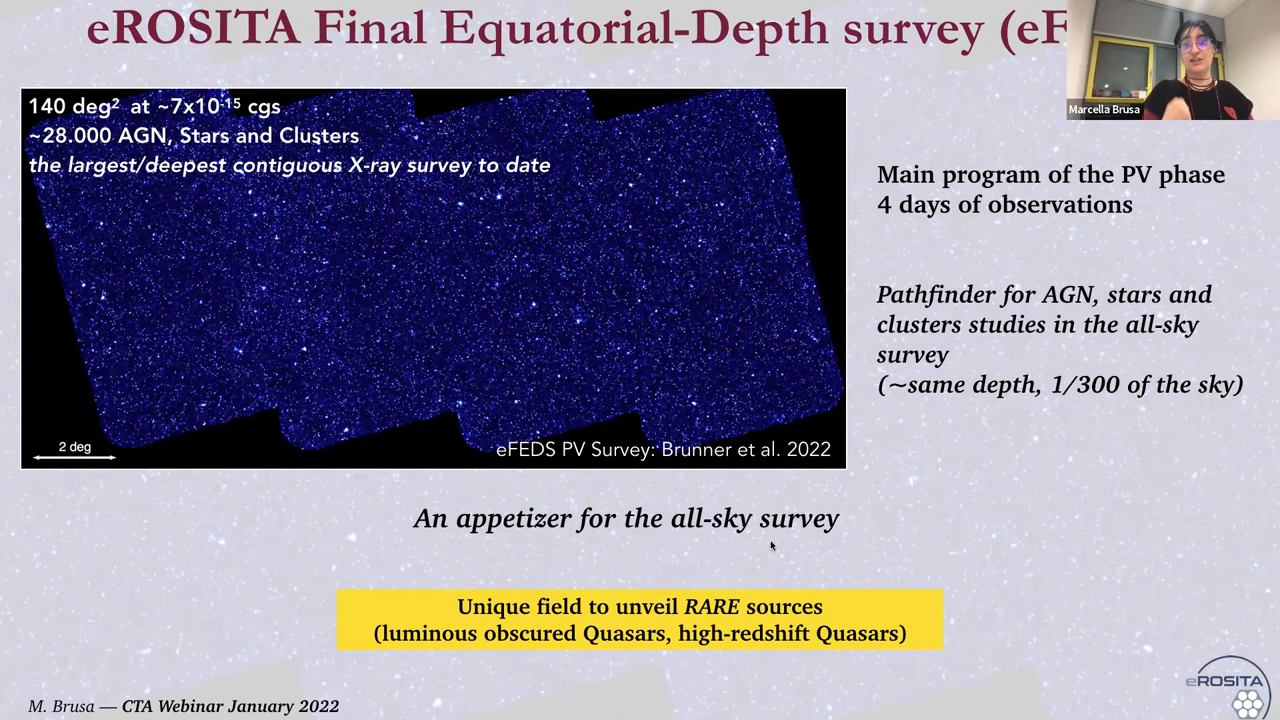 eROSITA Final Equatorial-Depth survey (eF
Marcella Brusa
140 deg² at ~7x10⁻¹⁵ cgs
~28.000 AGN, Stars and Clusters
the largest/deepest contiguous X-ray survey to date
Main program of the PV phase
4 days of observations
Pathfinder for AGN, stars and
clusters studies in the all-sky
survey
(~same depth, 1/300 of the sky)
2 deg
eFEDS PV Survey: Brunner et al. 2022
An appetizer for the all-sky survey
Unique field to unveil RARE sources
(luminous obscured Quasars, high-redshift Quasars)
eROSITA
M. Brusa — CTA Webinar January 2022